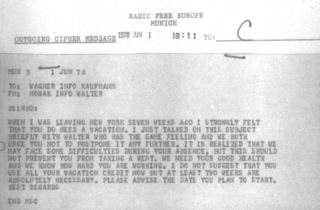 RADIO FREE EUROPE
MUNICH
OUTGOING CIPHER MESSAGE 1978 JUN 1 18:11 TO: C
MUN 3 1 JUN 78
TO: WAGNER INFO KAUFMANN
FM: NOWAK INFO WALTER
WHEN I WAS LEAVING NEW YORK SEVEN WEEKS AGO I STRONGLY FELT
THAT YOU DO NEED A VACATION. I JUST TALKED ON THIS SUBJECT
BRIEFLY WITH WALTER WHO HAS THE SAME FEELING AND WE BOTH
URGE YOU NOT TO POSTPONE IT ANY FURTHER. IT IS REALIZED THAT WE
MAY FACE SOME DIFFICULTIES DURING YOUR ABSENCE, BUT THIS SHOULD
NOT PREVENT YOU FROM TAKING A REST. WE NEED YOUR GOOD HEALTH
AND WE KNOW HOW HARD YOU ARE WORKING. I DO NOT SUGGEST THAT YOU
USE ALL YOUR VACATION CREDIT NOW BUT AT LEAST TWO WEEKS ARE
ABSOLUTELY NECESSARY. PLEASE ADVISE THE DATE YOU PLAN TO START.
BEST REGARDS
END MSG